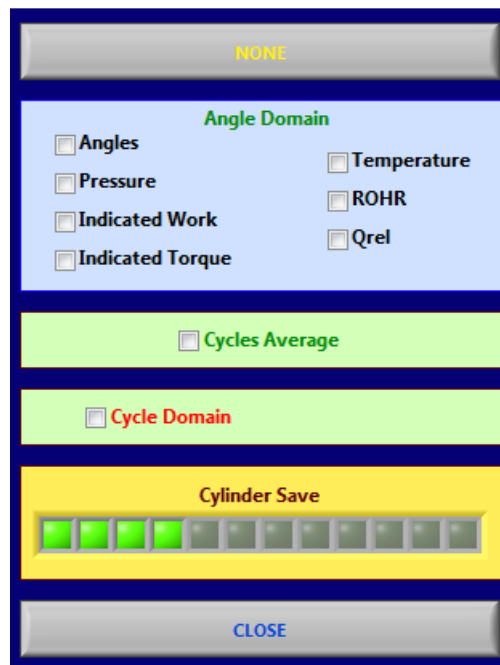 NONE
Angle Domain
Angles
Pressure
Indicated Work
Indicated Torque
Temperature
ROHR
Qrel
Cycles Average
Cycle Domain
Cylinder Save
CLOSE